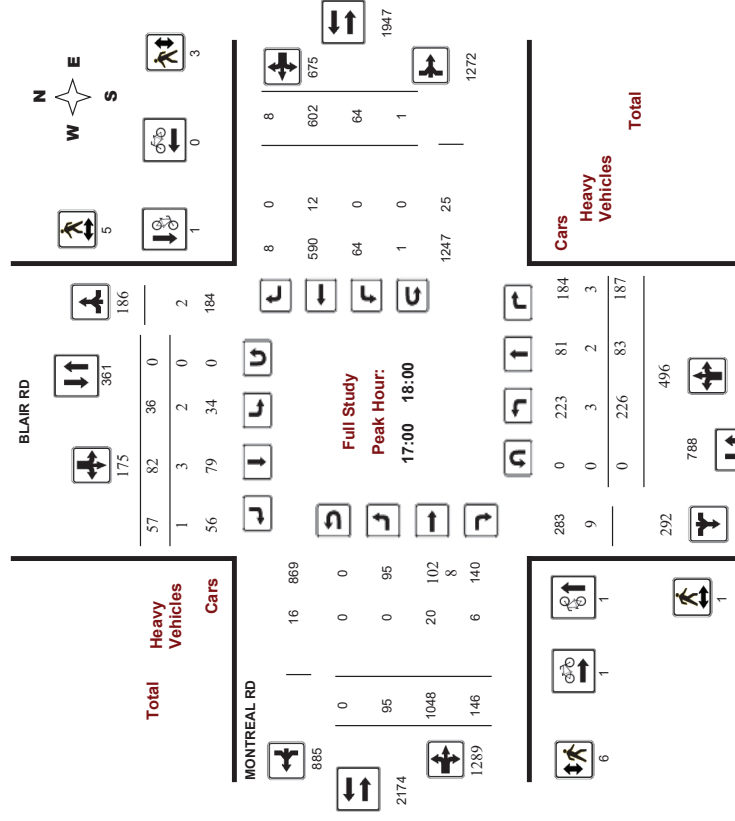 N
W E
S
5
3
1
0
BLAIR RD
361
175
186
57 82 36 0
1 3 2 0 2
56 79 34 0 184
Total
Heavy
Vehicles
Cars
1947
675
1272
8 0 8
590 12 602
64 0 64
1 0 1
1247 25
Full Study
Peak Hour:
17:00 18:00
MONTREAL RD
885
2174
1289
16 869
0 0 0
95 0 95
1048 20 102
8
146 6 140
Cars
Heavy
Vehicles
Total
283 0 223 81 184
9 0 3 2 3
0 226 83 187
292
788
496
6
1
1
1